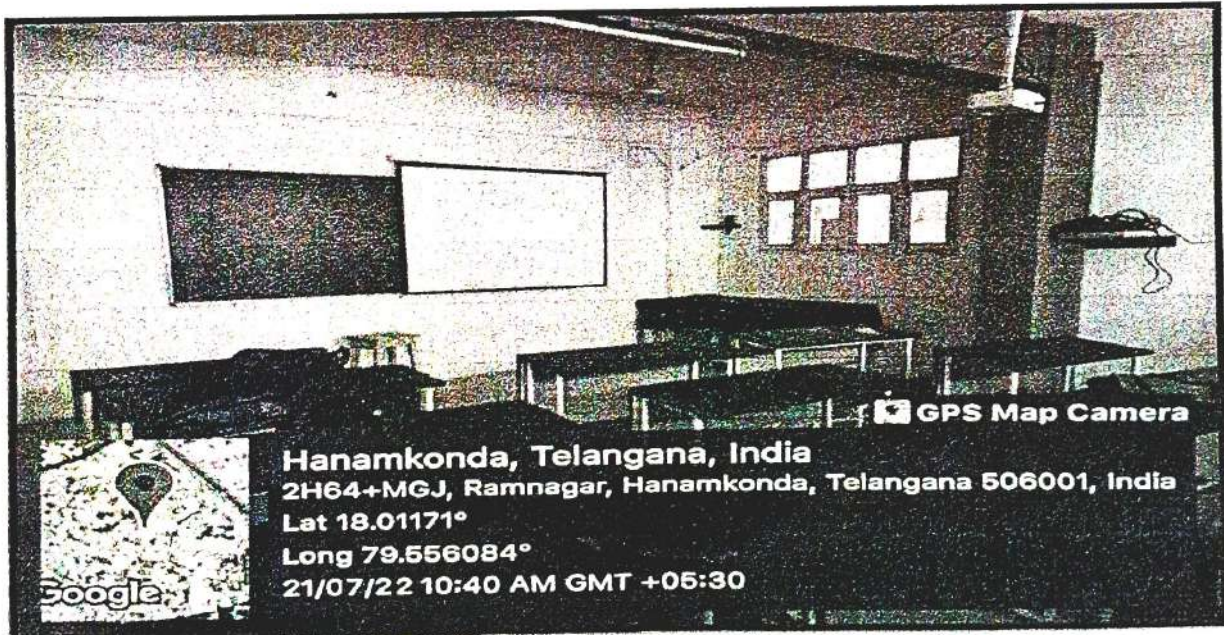 GPS Map Camera
Hanamkonda, Telangana, India
2H64+MGJ, Ramnagar, Hanamkonda, Telangana 506001, India
Lat 18.01171°
Long 79.556084°
21/07/22 10:40 AM GMT +05:30
Google